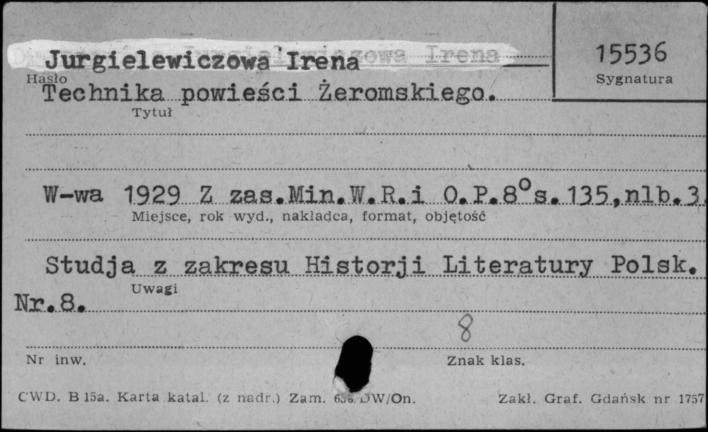 Jurgielewiczowa Irena
15536
Hasło
Sygnatura
Technika powieści Żeromskiego.
Tytuł
W-wa 1929 Z zas.Min.W.R.i O.P.8° s.135,nlb.3.
Miejsce, rok wyd., nakładca, format, objętość
Studja z zakresu Historji Literatury Polsk.
Uwagi
Nr.8.
8
Nr inw.
Znak klas.
CWD. B 15a. Karta katal. (z nadr.) Zam. DW/On.
Zakł. Graf. Gdańsk nr 1757